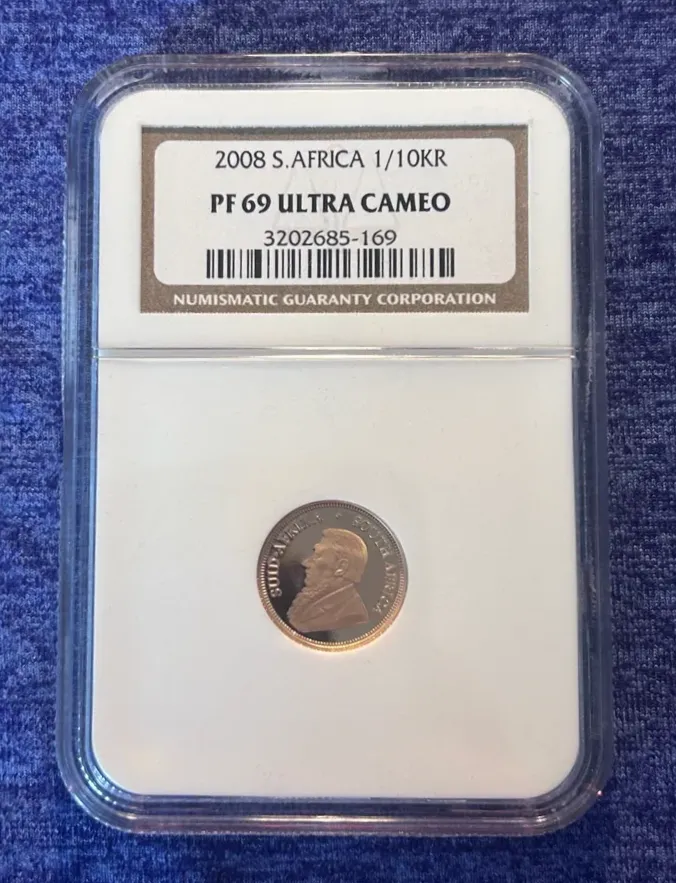 2008 S.AFRICA 1/10KR
PF 69 ULTRA CAMEO
3202685-169
NUMISMATIC GUARANTY CORPORATION
SUID-AFRIKA • SOUTH AFRICA